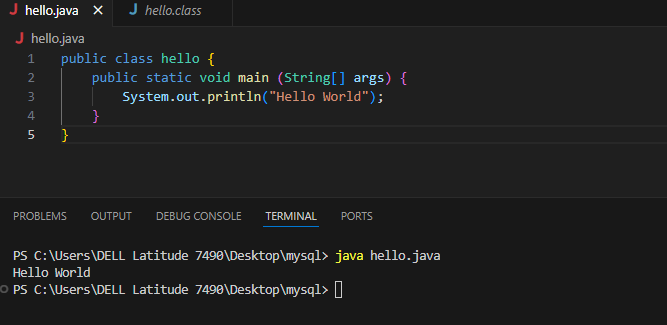 hello.java hello.class
hello.java
1 public class hello {
2 public static void main (String[] args) {
3 System.out.println("Hello World");
4 }
5 }
PROBLEMS OUTPUT DEBUG CONSOLE TERMINAL PORTS
PS C:\Users\DELL Latitude 7490\Desktop\mysql> java hello.java
Hello World
PS C:\Users\DELL Latitude 7490\Desktop\mysql>